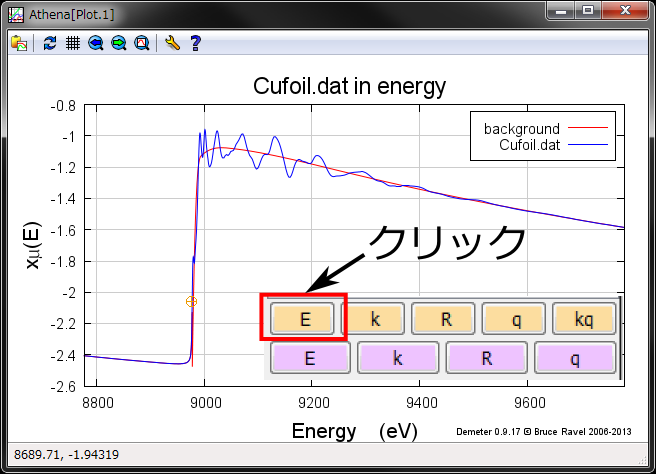 Athena[Plot.1]
Cufoil.dat in energy
background
Cufoil.dat
-0.8
-1
-1.2
-1.4
-1.6
-1.8
-2
-2.2
-2.4
-2.6
xμ(E)
クリック
E k R q kq
E k R q
8800 9000 9200 9400 9600
Energy (eV)
Demeter 0.9.17 © Bruce Ravel 2006-2013
8689.71, -1.94319